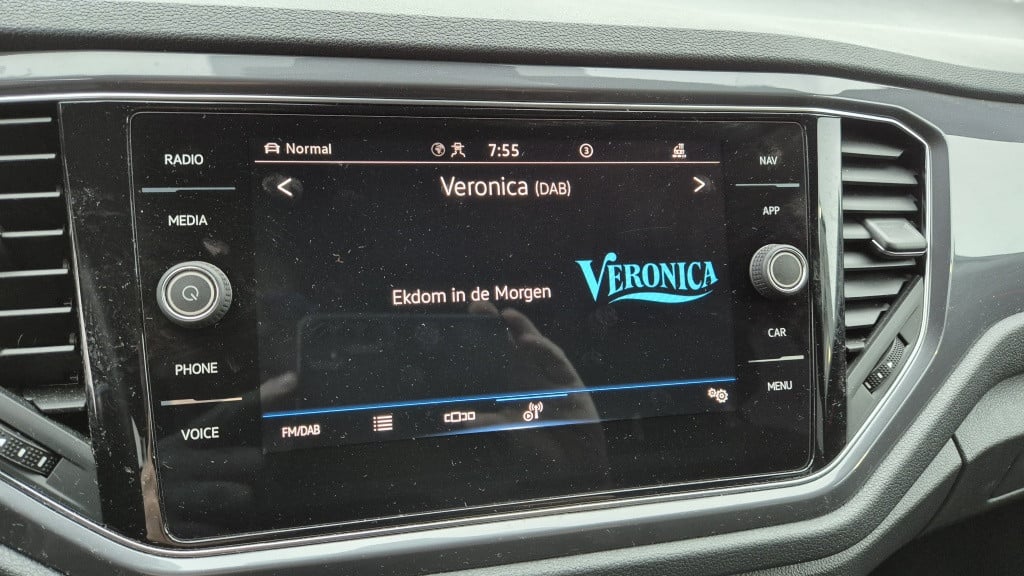 RADIO
MEDIA
PHONE
VOICE
Normal
7:55
3
Veronica (DAB)
Ekdom in de Morgen
VERONICA
FM/DAB
NAV
APP
CAR
MENU